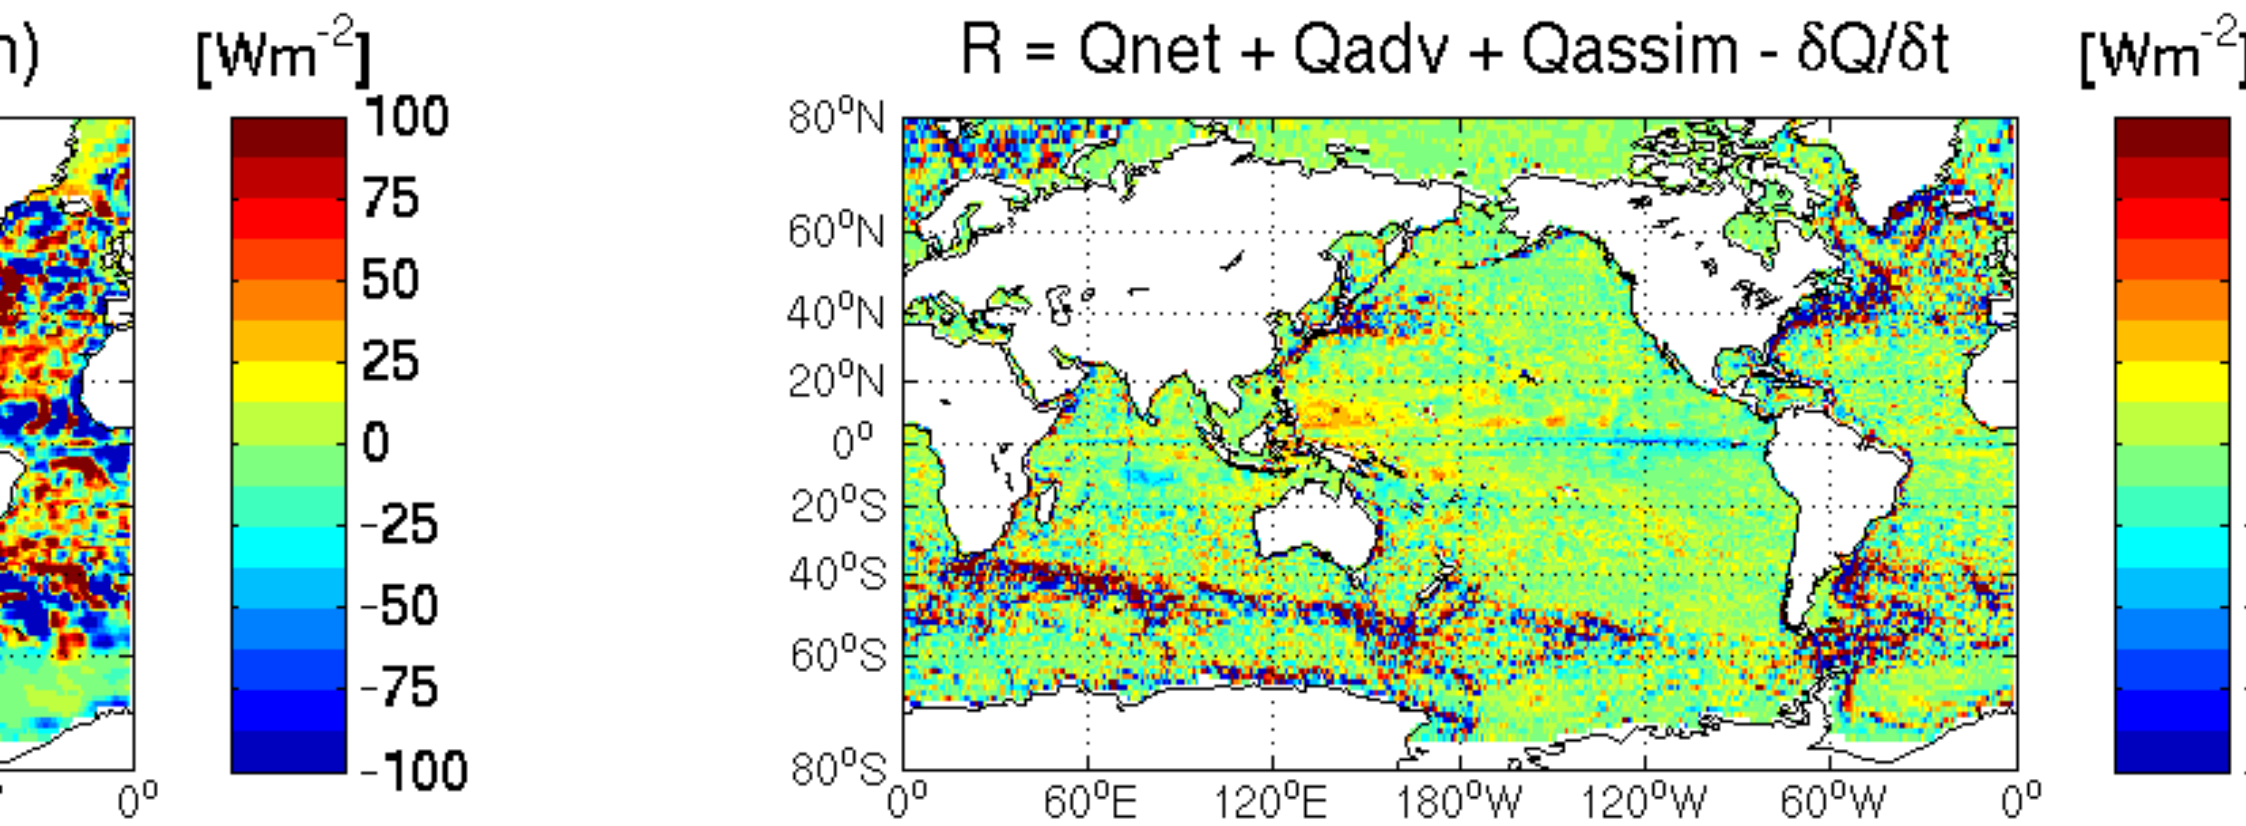 [Wm⁻²]
100
75
50
25
0
-25
-50
-75
-100
0°
R = Qnet + Qadv + Qassim - δQ/δt
80°N
60°N
40°N
20°N
0°
20°S
40°S
60°S
80°S
0° 60°E 120°E 180°W 120°W 60°W 0°
[Wm⁻²]